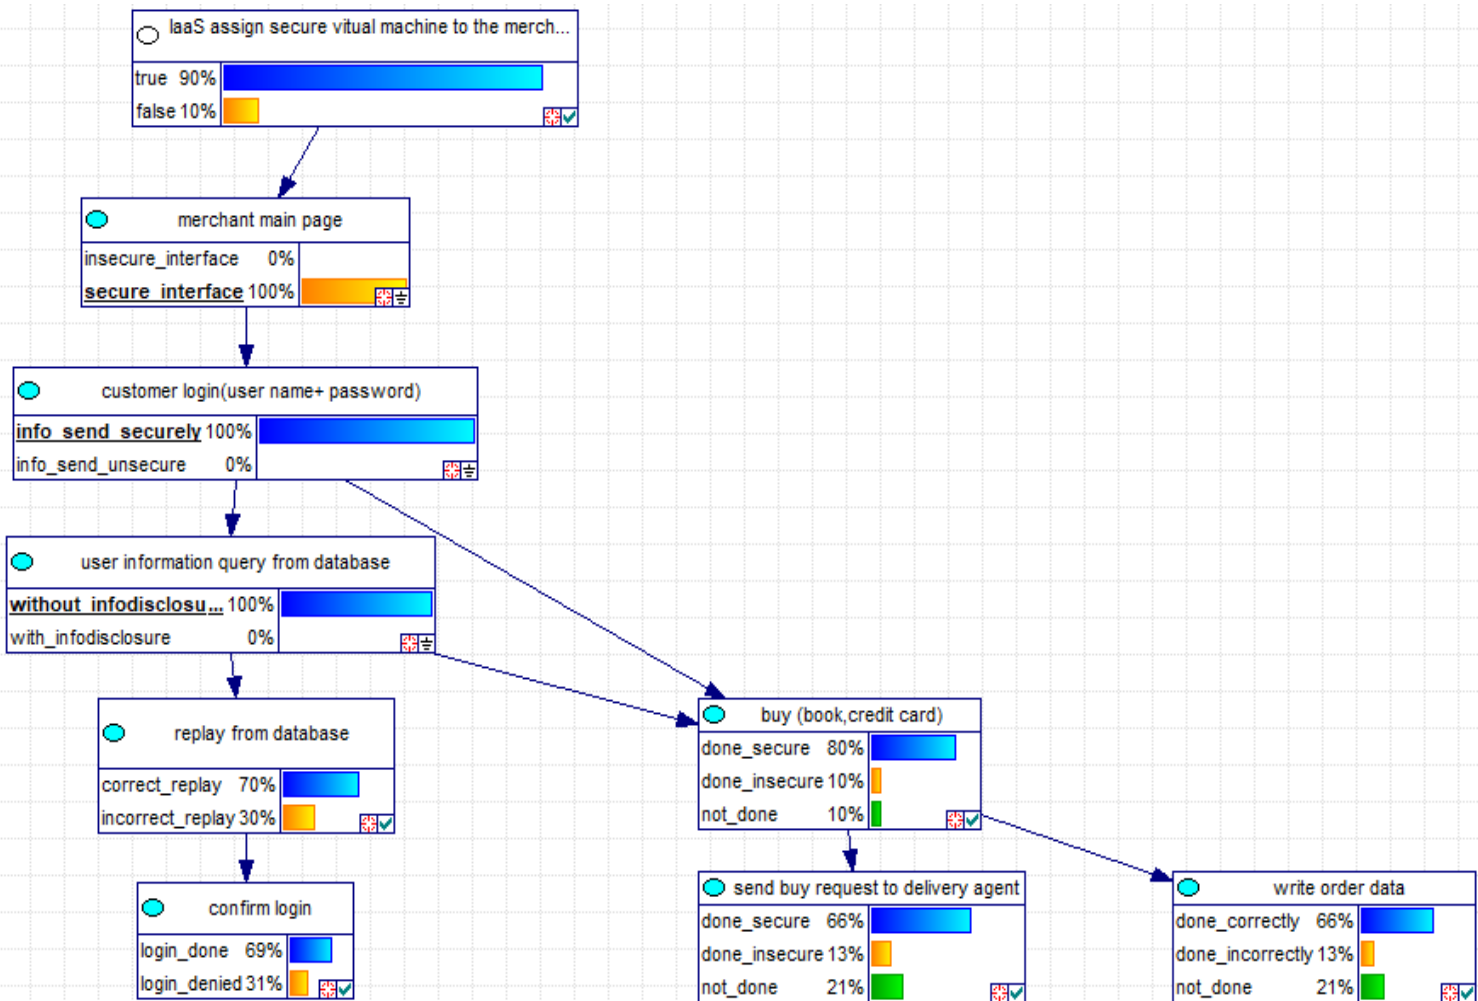 IaaS assign secure vitual machine to the merch...
true 90%
false 10%
merchant main page
insecure_interface 0%
secure_interface 100%
customer login(user name+ password)
info_send_securely 100%
info_send_unsecure 0%
user information query from database
without_infodisclosu... 100%
with_infodisclosure 0%
replay from database
correct_replay 70%
incorrect_replay 30%
buy (book,credit card)
done_secure 80%
done_insecure 10%
not_done 10%
confirm login
login_done 69%
login_denied 31%
send buy request to delivery agent
done_secure 66%
done_insecure 13%
not_done 21%
write order data
done_correctly 66%
done_incorrectly 13%
not_done 21%